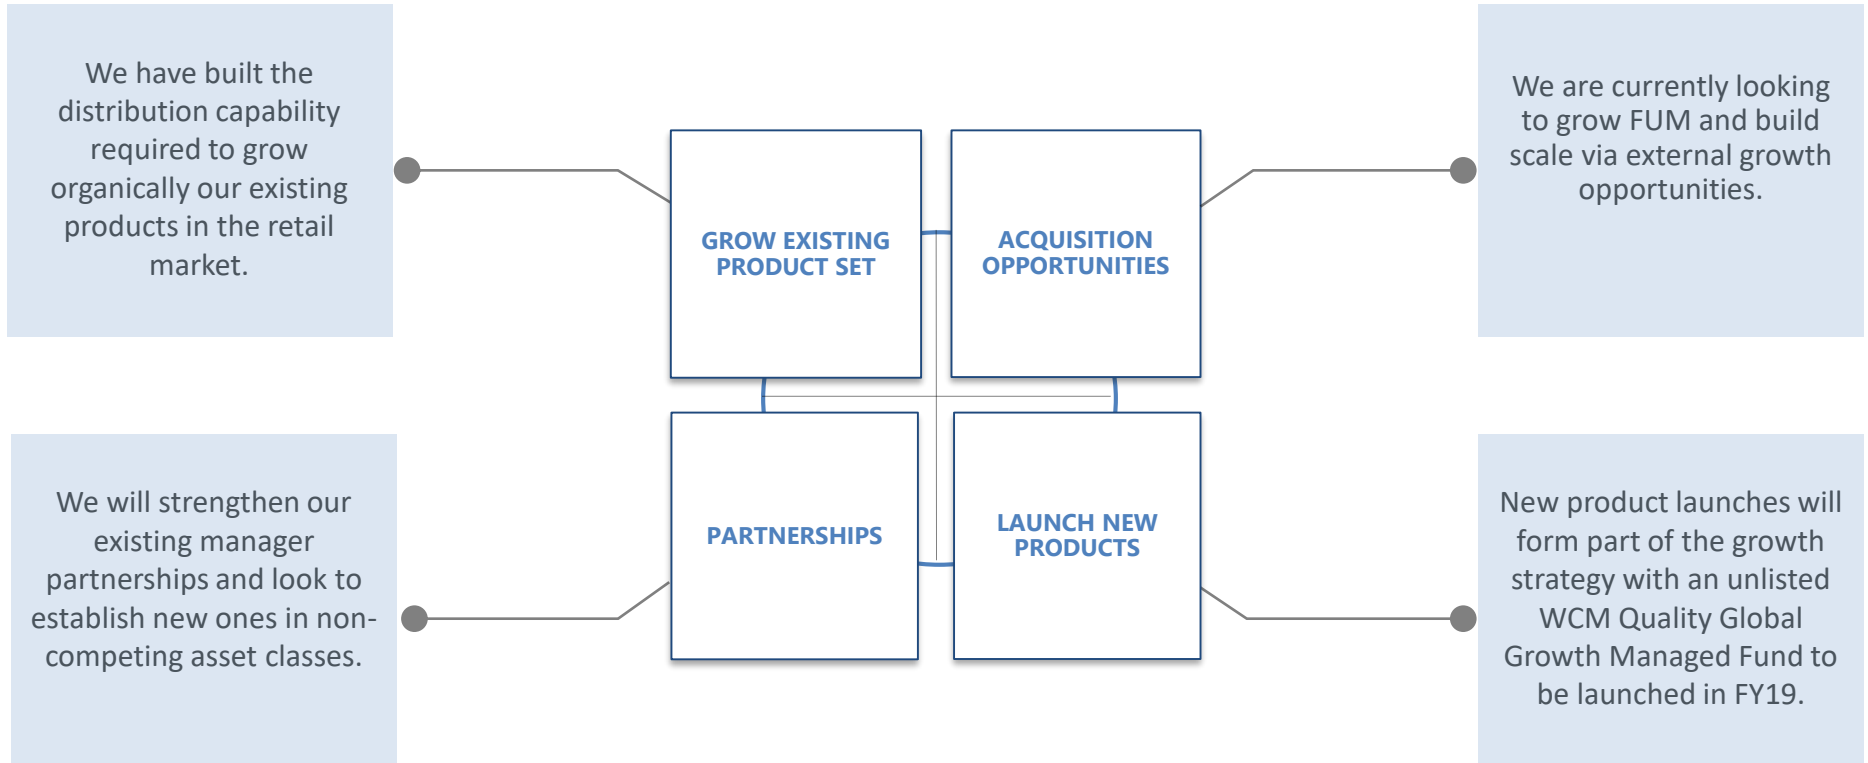 We have built the
distribution capability
required to grow
organically our existing
products in the retail
market.
GROW EXISTING
PRODUCT SET
ACQUISITION
OPPORTUNITIES
We are currently looking
to grow FUM and build
scale via external growth
opportunities.
We will strengthen our
existing manager
partnerships and look to
establish new ones in non-
competing asset classes.
PARTNERSHIPS
LAUNCH NEW
PRODUCTS
New product launches will
form part of the growth
strategy with an unlisted
WCM Quality Global
Growth Managed Fund to
be launched in FY19.